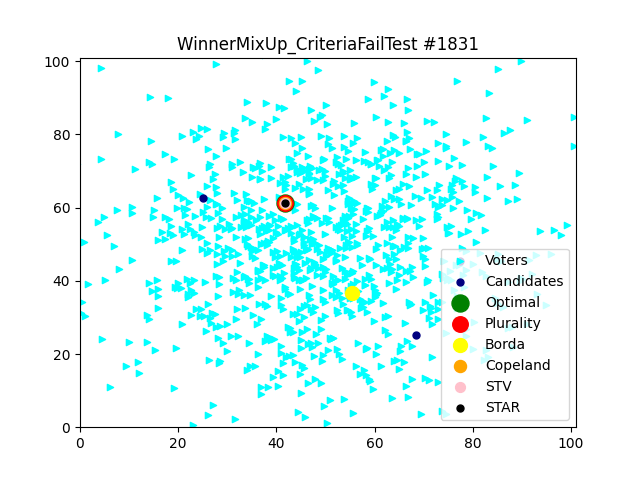 WinnerMixUp_CriteriaFailTest #1831
100
80
60
40
20
0
0
20
40
60
80
100
Voters
Candidates
Optimal
Plurality
Borda
Copeland
STV
STAR